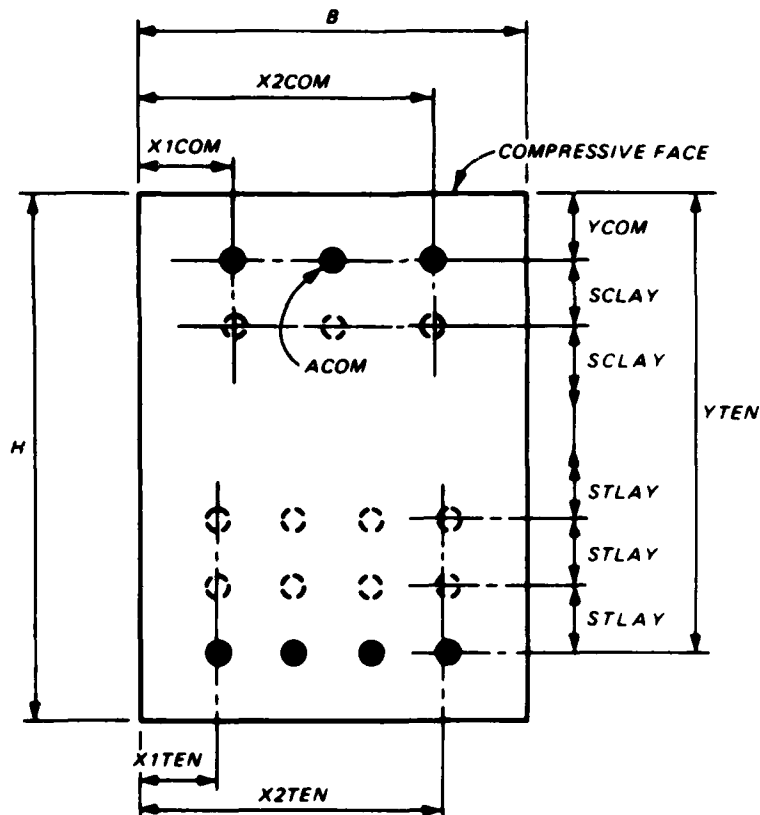 B
X2COM
X1COM
COMPRESSIVE FACE
YCOM
SCLAY
ACOM
SCLAY
YTEN
H
STLAY
STLAY
STLAY
X1TEN
X2TEN